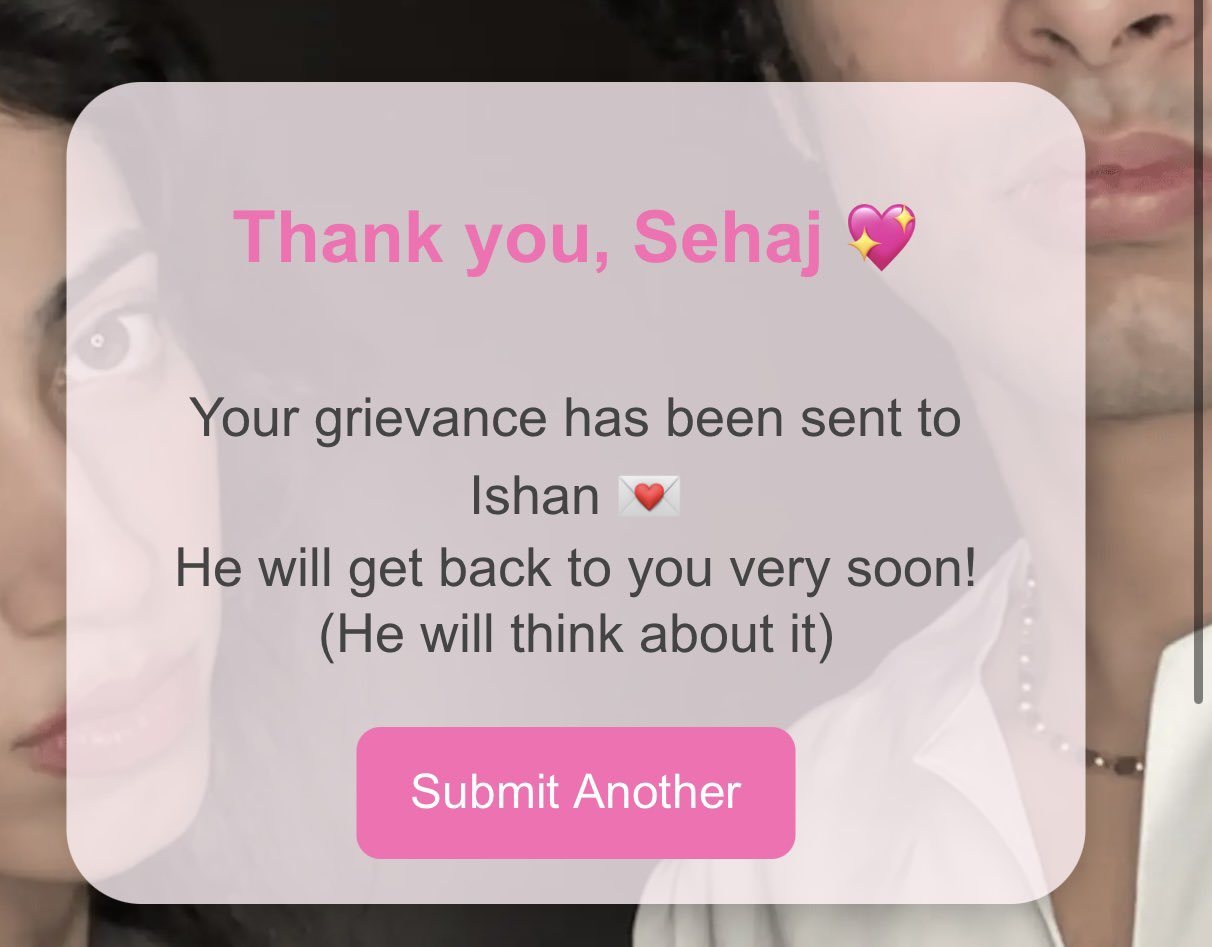 Thank you, Sehaj 💖
Your grievance has been sent to
Ishan 💌
He will get back to you very soon!
(He will think about it)
Submit Another